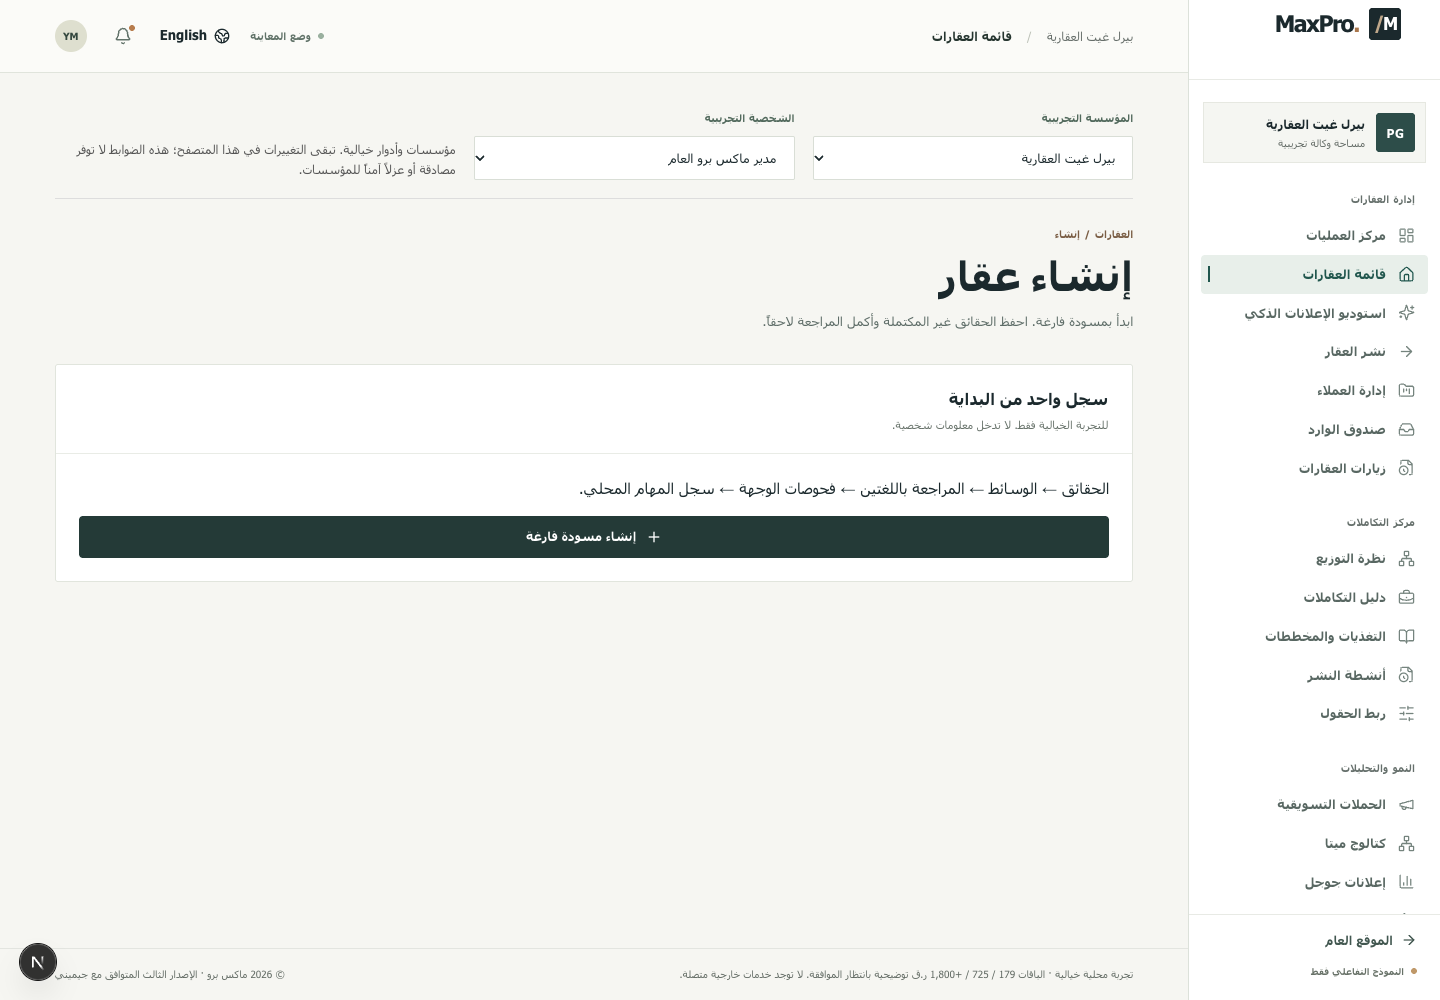 MaxPro.
/M
بيرل غيت العقارية / قائمة العقارات
وضع المعاينة
English
YM
PG
بيرل غيت العقارية
مساحة وكالة تجريبية
إدارة العقارات
مركز العمليات
قائمة العقارات
استوديو الإعلانات الذكي
نشر العقار
إدارة العملاء
صندوق الوارد
زيارات العقارات
مركز التكاملات
نظرة التوزيع
دليل التكاملات
التغذيات والمخططات
أنشطة النشر
ربط الحقول
النمو والتحليلات
الحملات التسويقية
كتالوج ميتا
إعلانات جوجل
الموقع العام
النموذج التفاعلي فقط
المؤسسة التجريبية
بيرل غيت العقارية
الشخصية التجريبية
مدير ماكس برو العام
مؤسسات وأدوار خيالية. تبقى التغييرات في هذا المتصفح؛ هذه الضوابط لا توفر
مصادقة أو عزلاً آمناً للمؤسسات.
العقارات / إنشاء
إنشاء عقار
ابدأ بمسودة فارغة. احفظ الحقائق غير المكتملة وأكمل المراجعة لاحقاً.
سجل واحد من البداية
للتجربة الخيالية فقط. لا تدخل معلومات شخصية.
الحقائق ← الوسائط ← المراجعة باللغتين ← فحوصات الوجهة ← سجل المهام المحلي.
إنشاء مسودة فارغة
تجربة محلية خيالية · الباقات 179 / 725 / +1,800 ر.ق توضيحية بانتظار الموافقة. لا توجد خدمات خارجية متصلة.
© 2026 ماكس برو · الإصدار الثالث المتوافق مع جيميني
N